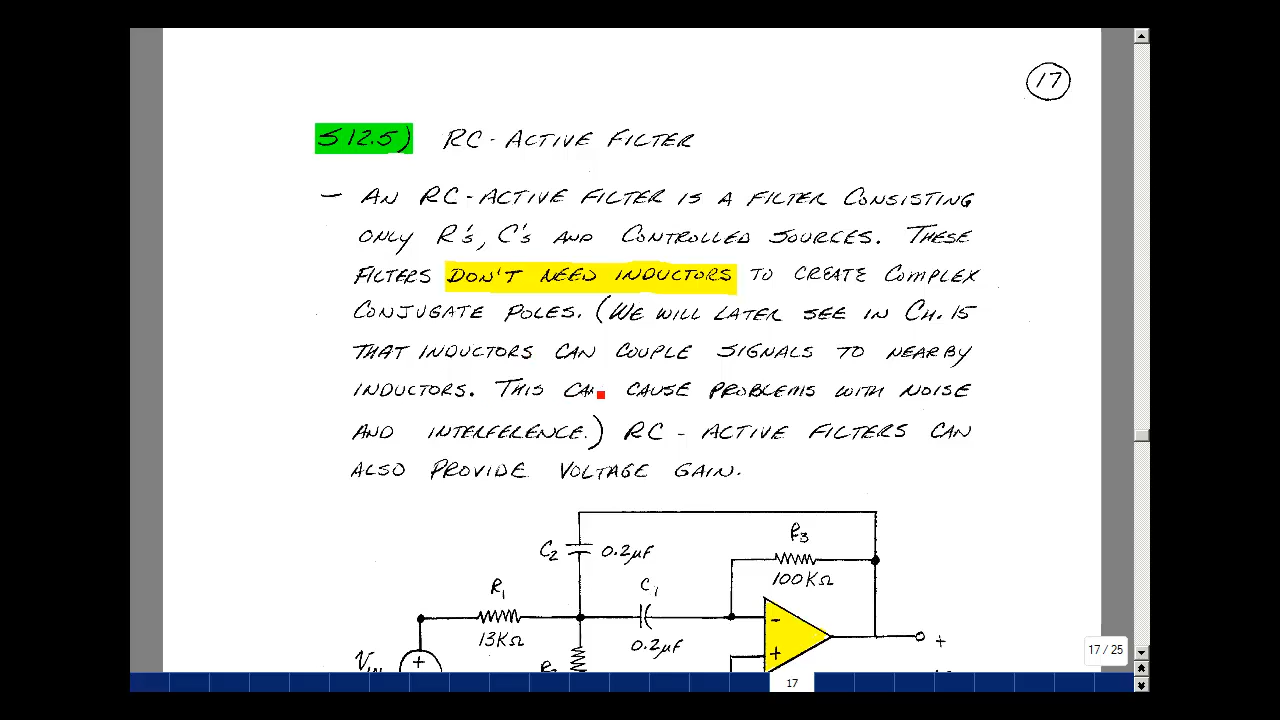 17
S 12.5) RC-ACTIVE FILTER
- AN RC-ACTIVE FILTER IS A FILTER CONSISTING
ONLY R'S, C'S AND CONTROLLED SOURCES. THESE
FILTERS DON'T NEED INDUCTORS TO CREATE COMPLEX
CONJUGATE POLES. (WE WILL LATER SEE IN CH. 15
THAT INDUCTORS CAN COUPLE SIGNALS TO NEARBY
INDUCTORS. THIS CAN CAUSE PROBLEMS WITH NOISE
AND INTERFERENCE.) RC-ACTIVE FILTERS CAN
ALSO PROVIDE VOLTAGE GAIN.
R3
C2 0.2μF
100KΩ
R1
C1
13KΩ
0.2μF
-
+
+
VIN
+
17 / 25
17